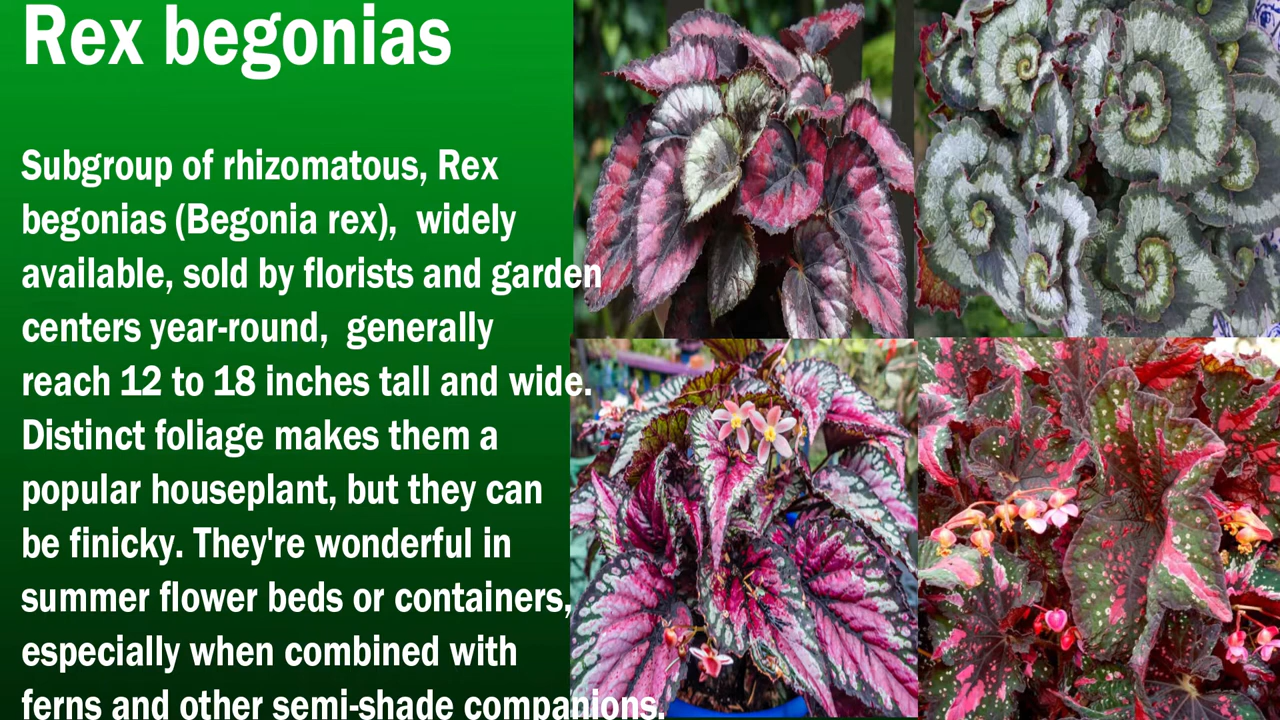 Rex begonias
Subgroup of rhizomatous, Rex
begonias (Begonia rex),  widely
available, sold by florists and garden
centers year-round,  generally
reach 12 to 18 inches tall and wide.
Distinct foliage makes them a
popular houseplant, but they can
be finicky. They're wonderful in
summer flower beds or containers,
especially when combined with
ferns and other semi-shade companions.